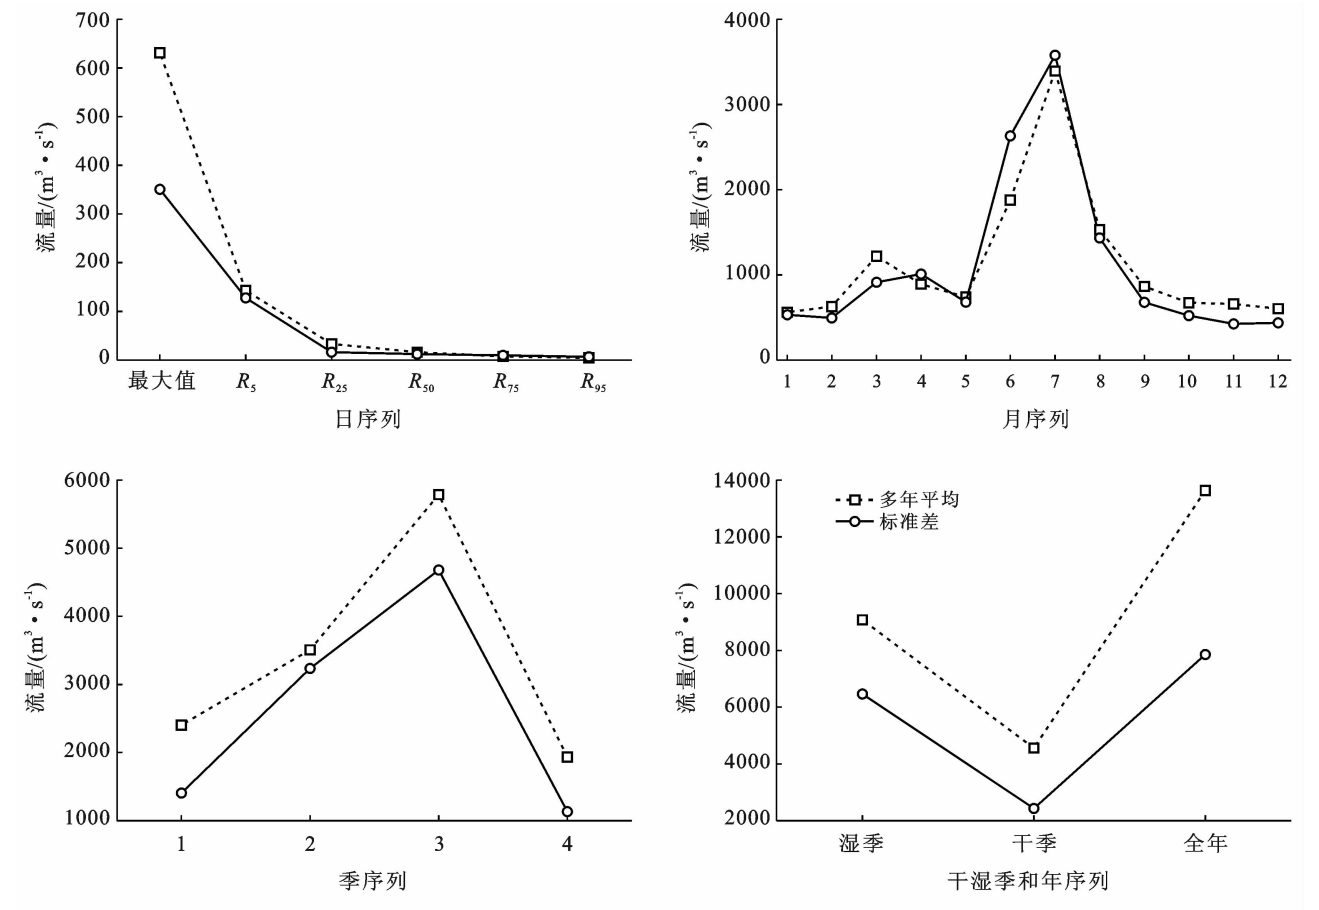 700
600
500
400
300
200
100
0
流量/(m³·s⁻¹)
最大值 R₅ R₂₅ R₅₀ R₇₅ R₉₅
日序列
4000
3000
2000
1000
0
流量/(m³·s⁻¹)
1 2 3 4 5 6 7 8 9 10 11 12
月序列
6000
5000
4000
3000
2000
1000
流量/(m³·s⁻¹)
1 2 3 4
季序列
14000
12000
10000
8000
6000
4000
2000
流量/(m³·s⁻¹)
多年平均
标准差
湿季 干季 全年
干湿季和年序列